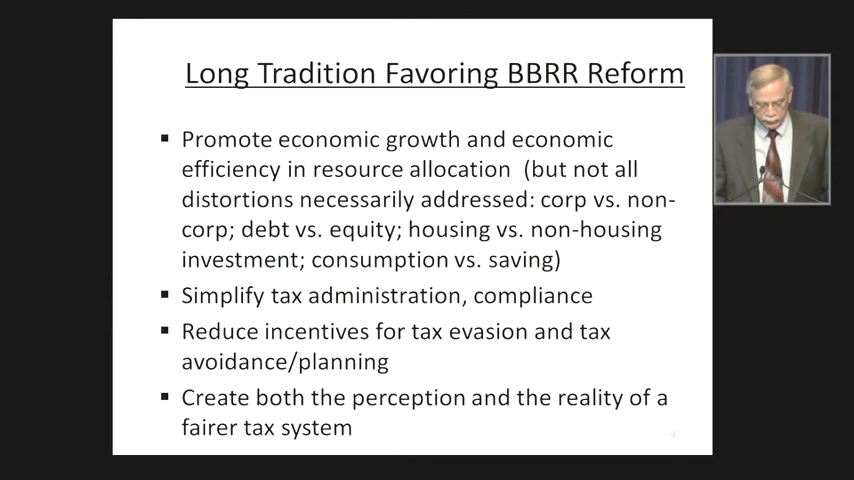 Long Tradition Favoring BBRR Reform
▪ Promote economic growth and economic
efficiency in resource allocation (but not all
distortions necessarily addressed: corp vs. non-
corp; debt vs. equity; housing vs. non-housing
investment; consumption vs. saving)
▪ Simplify tax administration, compliance
▪ Reduce incentives for tax evasion and tax
avoidance/planning
▪ Create both the perception and the reality of a
fairer tax system
4